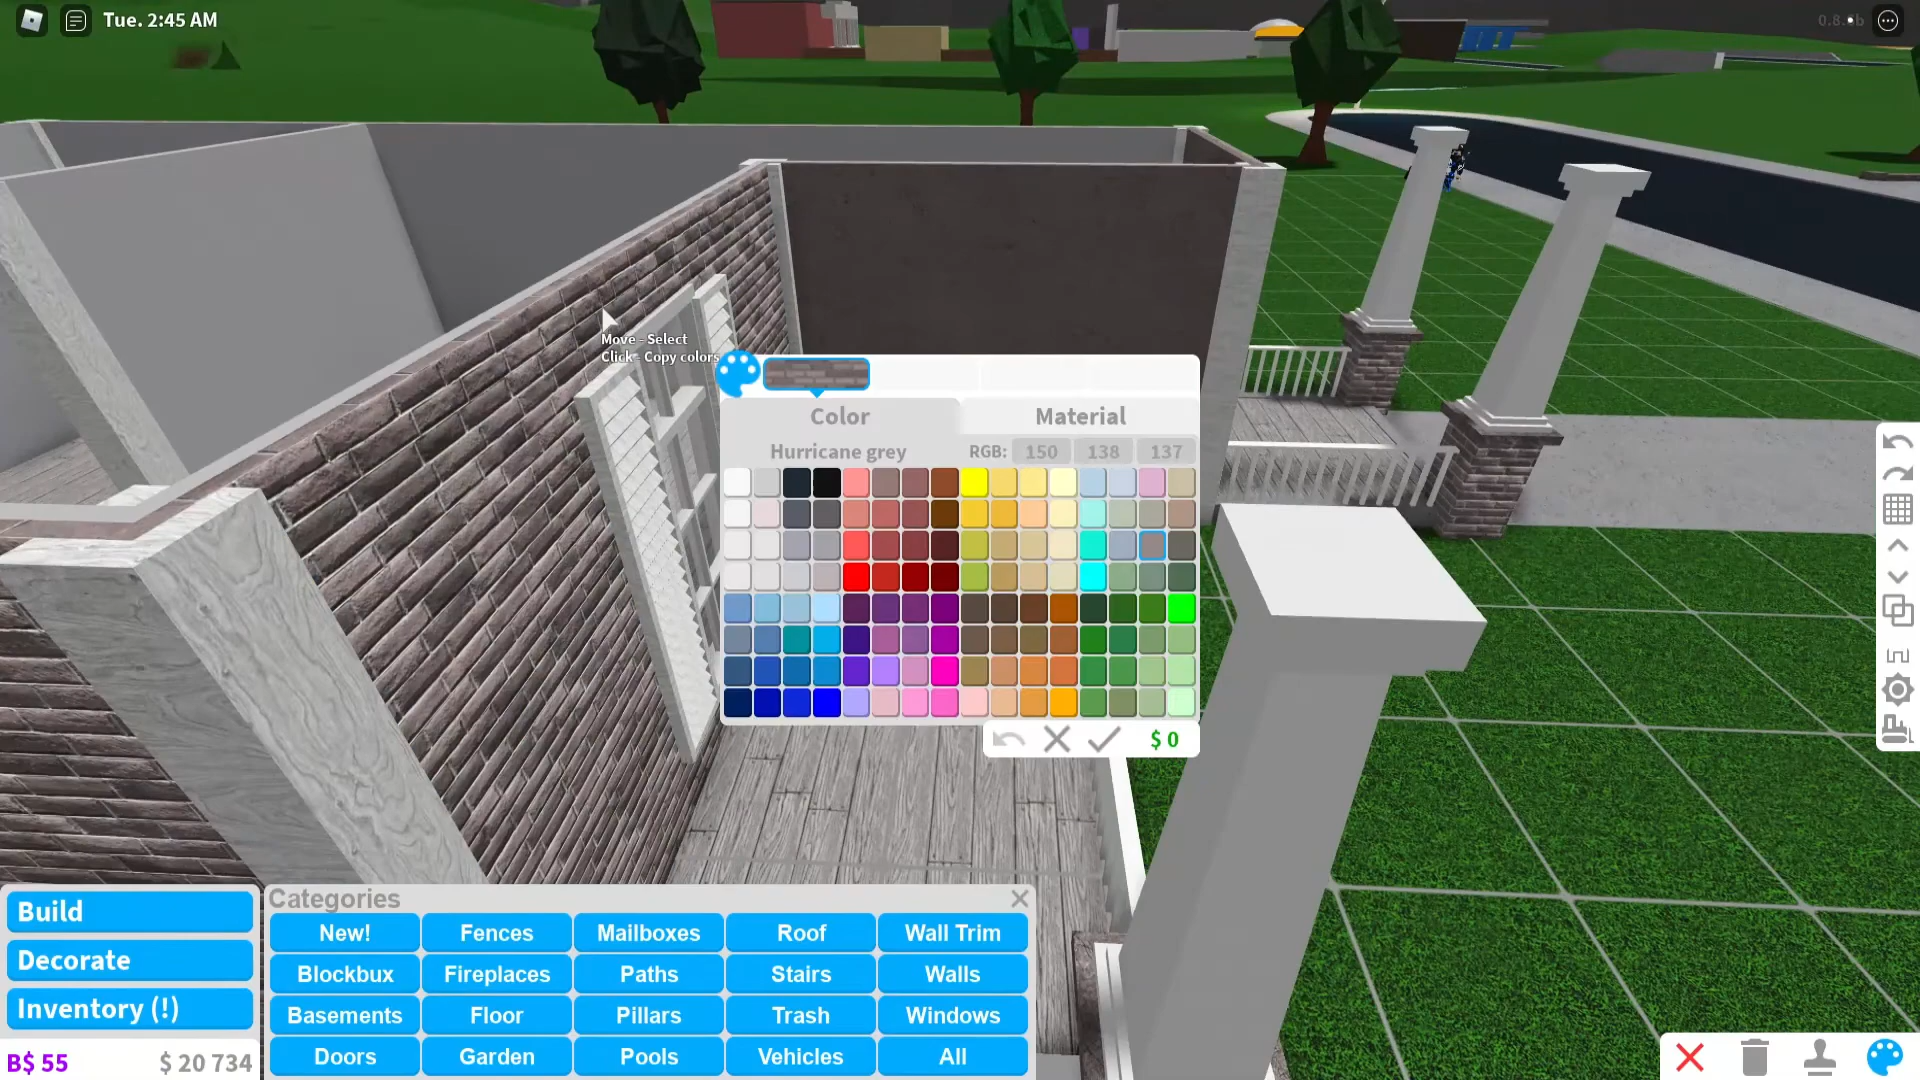 Tue. 2:45 AM
Move - Select
Click - Copy colors
Color
Material
Hurricane grey
RGB: 150 138 137
$ 0
Build
Decorate
Inventory (!)
B$ 55
$ 20 734
Categories
New! Fences Mailboxes Roof Wall Trim
Blockbux Fireplaces Paths Stairs Walls
Basements Floor Pillars Trash Windows
Doors Garden Pools Vehicles All